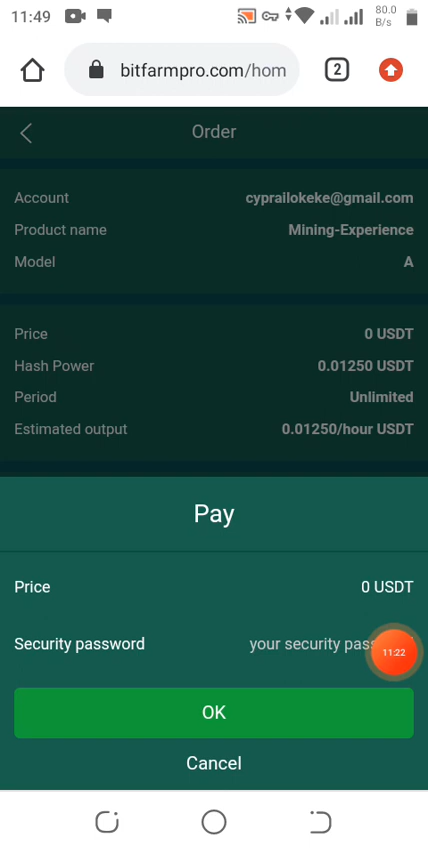 11:49
80.0
B/s
bitfarmpro.com/hom
2
Order
Account cyprailokeke@gmail.com
Product name Mining-Experience
Model A
Price 0 USDT
Hash Power 0.01250 USDT
Period Unlimited
Estimated output 0.01250/hour USDT
Pay
Price 0 USDT
Security password your security pas
11:22
OK
Cancel